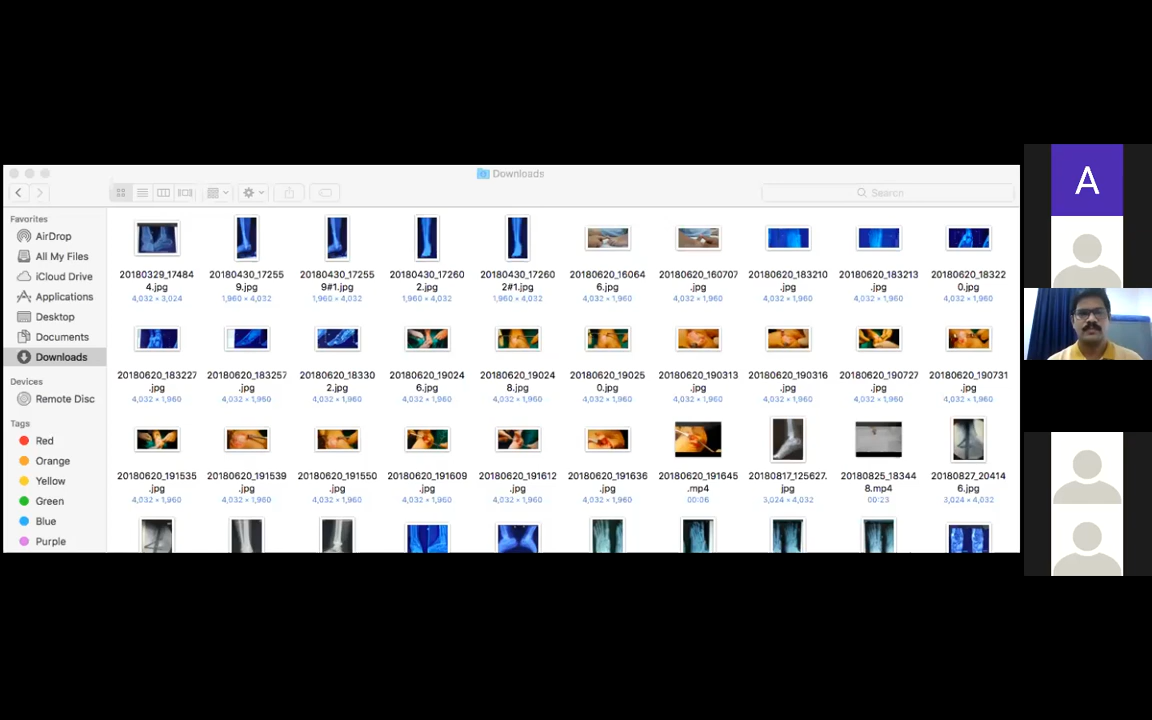 Downloads
Search
Favorites
AirDrop
All My Files
iCloud Drive
Applications
Desktop
Documents
Downloads
Devices
Remote Disc
Tags
Red
Orange
Yellow
Green
Blue
Purple
20180329_17484 20180430_17255 20180430_17255 20180430_17260 20180430_17260 20180620_16064 20180620_160707 20180620_183210 20180620_183213 20180620_18322
4.jpg 9.jpg 9#1.jpg 2.jpg 2#1.jpg 6.jpg .jpg .jpg .jpg 0.jpg
4,032 × 3,024 1,960 × 4,032 1,960 × 4,032 1,960 × 4,032 1,960 × 4,032 4,032 × 1,960 4,032 × 1,960 4,032 × 1,960 4,032 × 1,960 4,032 × 1,960
20180620_183227 20180620_183257 20180620_18330 20180620_19024 20180620_19024 20180620_19025 20180620_190313 20180620_190316 20180620_190727 20180620_190731
.jpg .jpg 2.jpg 6.jpg 8.jpg 0.jpg .jpg .jpg .jpg .jpg
4,032 × 1,960 4,032 × 1,960 4,032 × 1,960 4,032 × 1,960 4,032 × 1,960 4,032 × 1,960 4,032 × 1,960 4,032 × 1,960 4,032 × 1,960 4,032 × 1,960
20180620_191535 20180620_191539 20180620_191550 20180620_191609 20180620_191612 20180620_191636 20180620_191645 20180817_125627. 20180825_18344 20180827_20414
.jpg .jpg .jpg .jpg .jpg .jpg .mp4 jpg 8.mp4 6.jpg
4,032 × 1,960 4,032 × 1,960 4,032 × 1,960 4,032 × 1,960 4,032 × 1,960 4,032 × 1,960 00:06 3,024 × 4,032 00:23 3,024 × 4,032
A